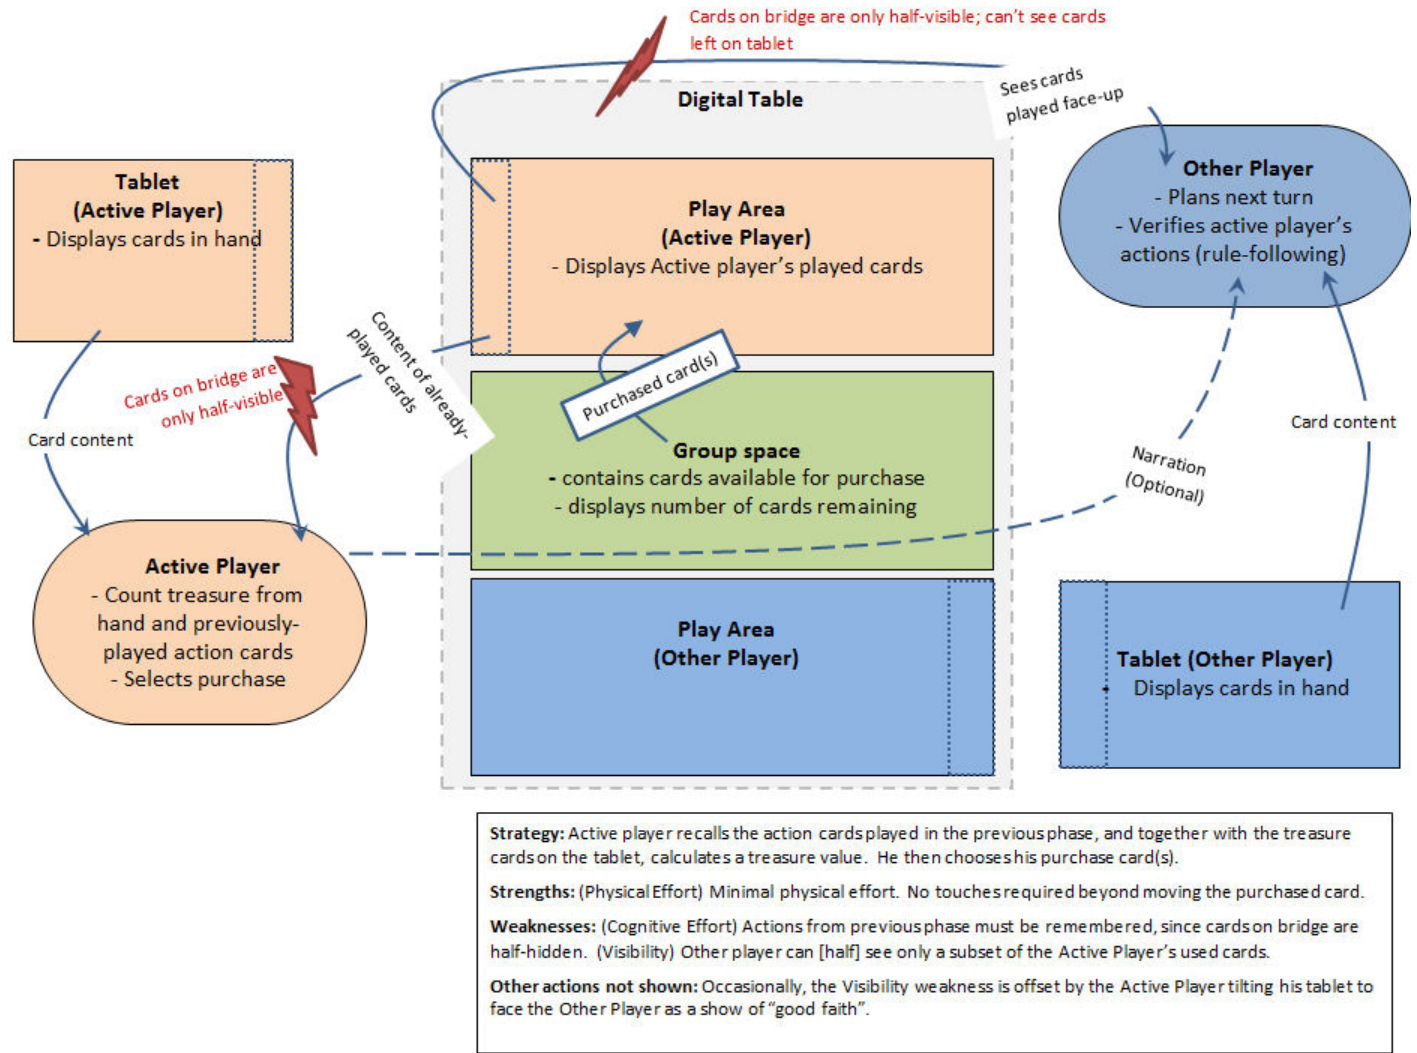 Cards on bridge are only half-visible; can't see cards
left on tablet
Digital Table
Sees cards
played face-up
Tablet
(Active Player)
- Displays cards in hand
Play Area
(Active Player)
- Displays Active player's played cards
Other Player
- Plans next turn
- Verifies active player's
actions (rule-following)
Content of already-
played cards
Cards on bridge are
only half-visible
Purchased card(s)
Card content
Group space
- contains cards available for purchase
- displays number of cards remaining
Narration
(Optional)
Card content
Active Player
- Count treasure from
hand and previously-
played action cards
- Selects purchase
Play Area
(Other Player)
Tablet (Other Player)
- Displays cards in hand
Strategy: Active player recalls the action cards played in the previous phase, and together with the treasure
cards on the tablet, calculates a treasure value. He then chooses his purchase card(s).
Strengths: (Physical Effort) Minimal physical effort. No touches required beyond moving the purchased card.
Weaknesses: (Cognitive Effort) Actions from previous phase must be remembered, since cards on bridge are
half-hidden. (Visibility) Other player can [half] see only a subset of the Active Player's used cards.
Other actions not shown: Occasionally, the Visibility weakness is offset by the Active Player tilting his tablet to
face the Other Player as a show of "good faith".